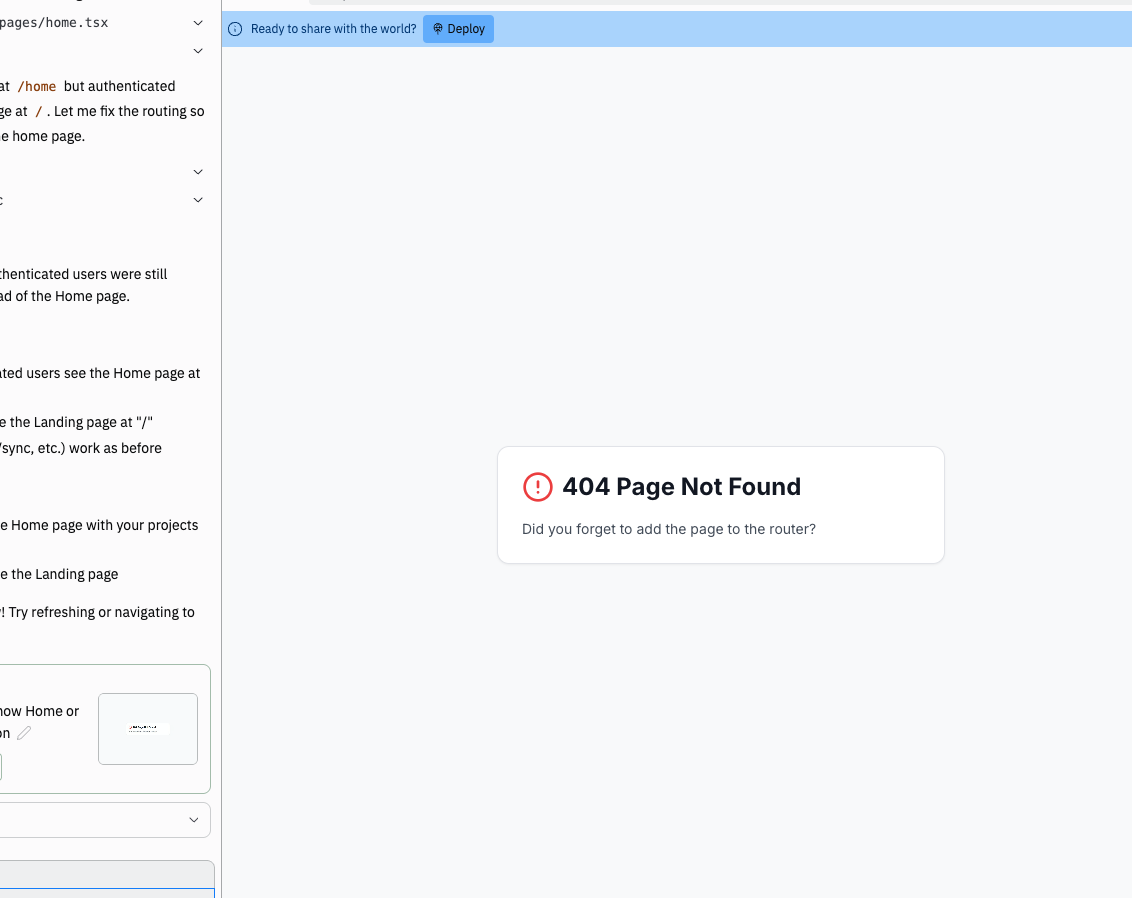 pages/home.tsx
at /home but authenticated
ge at / . Let me fix the routing so
e home page.
c
thenticated users were still
ad of the Home page.
ated users see the Home page at
e the Landing page at "/"
/sync, etc.) work as before
e Home page with your projects
e the Landing page
! Try refreshing or navigating to
now Home or
on
Ready to share with the world? Deploy
404 Page Not Found
Did you forget to add the page to the router?